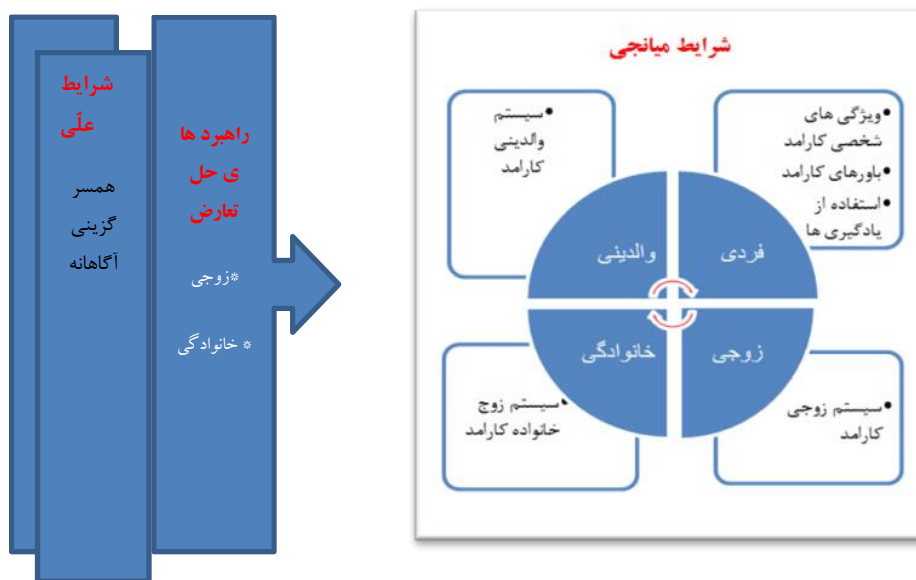 شرایط میانجی
•ویژگی های
شخصی کارامد
•باورهای کارامد
•استفاده از
یادگیری ها
•سیستم
والدینی
کارامد
فردی
والدینی
زوجی
خانوادگی
•سیستم زوجی
کارامد
•سیستم زوج
خانواده کارامد
راهبرد ها
ی حل
تعارض
*زوجی
* خانوادگی
شرایط
علّی
همسر
گزینی
آگاهانه